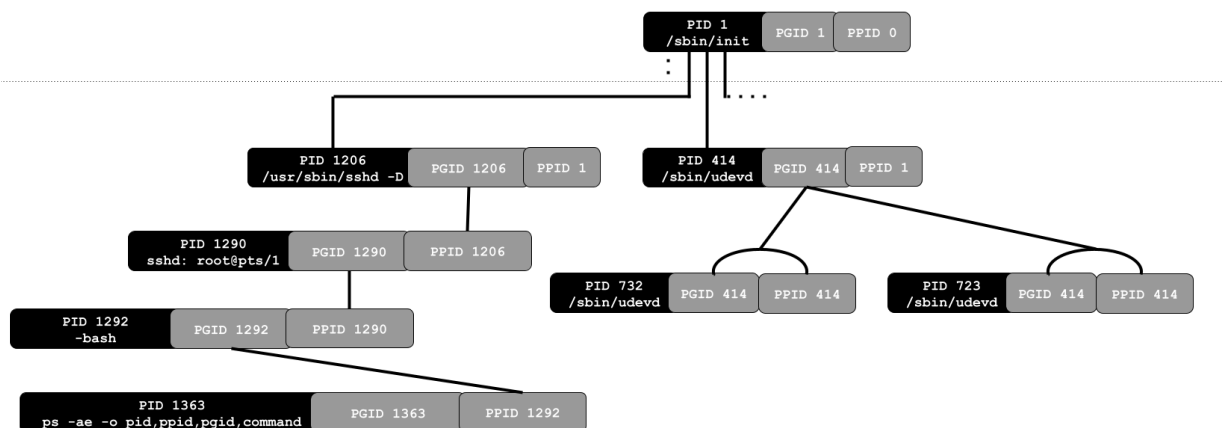 PID 1
/sbin/init
PGID 1
PPID 0
PID 1206
/usr/sbin/sshd -D
PGID 1206
PPID 1
PID 414
/sbin/udevd
PGID 414
PPID 1
PID 1290
sshd: root@pts/1
PGID 1290
PPID 1206
PID 732
/sbin/udevd
PGID 414
PPID 414
PID 723
/sbin/udevd
PGID 414
PPID 414
PID 1292
-bash
PGID 1292
PPID 1290
PID 1363
ps -ae -o pid,ppid,pgid,command
PGID 1363
PPID 1292